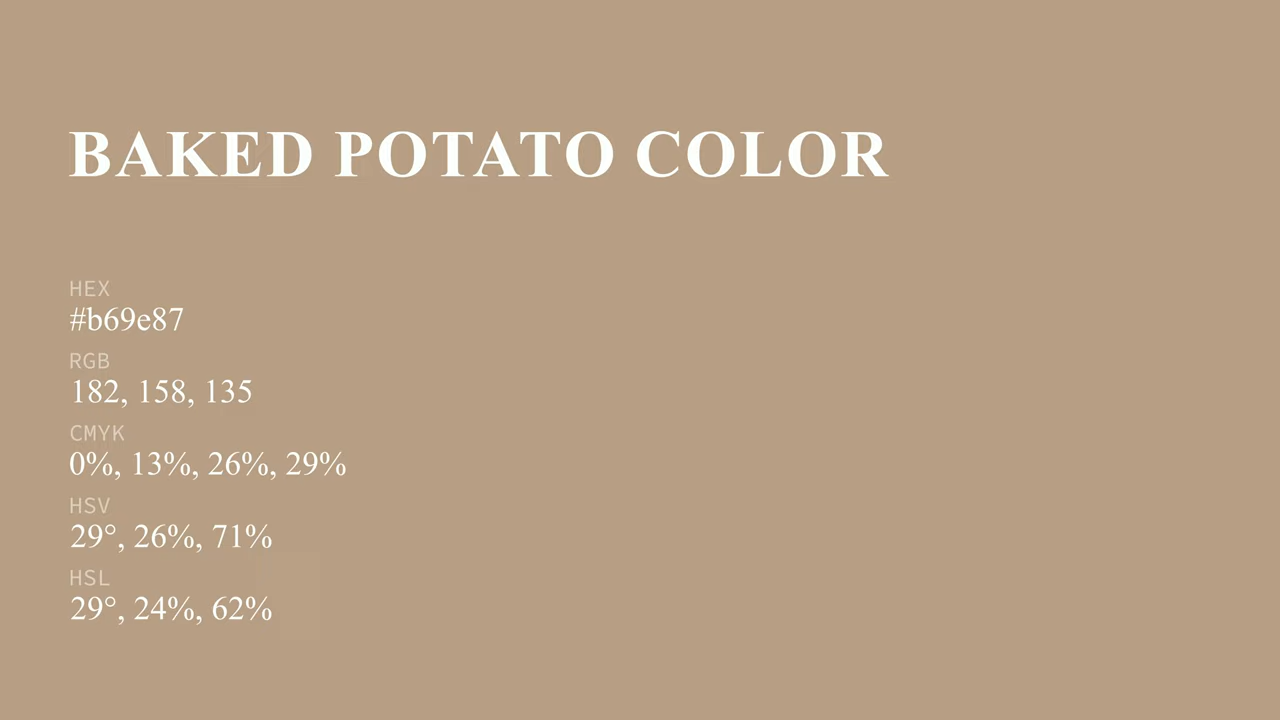 BAKED POTATO COLOR
HEX
#b69e87
RGB
182, 158, 135
CMYK
0%, 13%, 26%, 29%
HSV
29°, 26%, 71%
HSL
29°, 24%, 62%